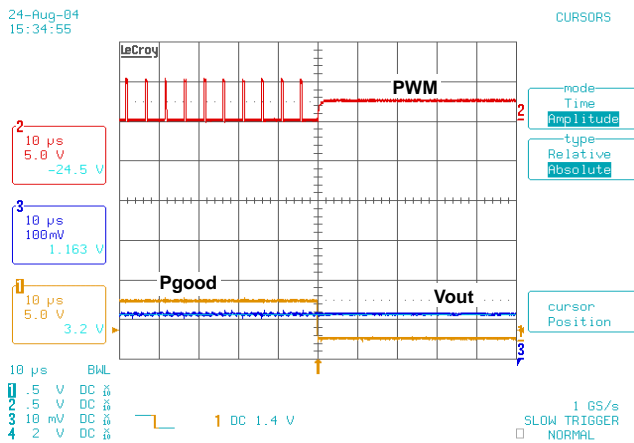 24-Aug-04
15:34:55
CURSORS
LeCroy
PWM
mode
Time
Amplitude
type
Relative
Absolute
2
2
10 µs
5.0 V
-24.5 V
3
10 µs
100mV
1.163 V
1
10 µs
5.0 V
3.2 V
Pgood
Vout
cursor
Position
1
3
10 µs BWL
1 .5 V DC X10
2 .5 V DC X10
3 10 mV DC X10
4 2 V DC X10
1 DC 1.4 V
1 GS/s
SLOW TRIGGER
NORMAL